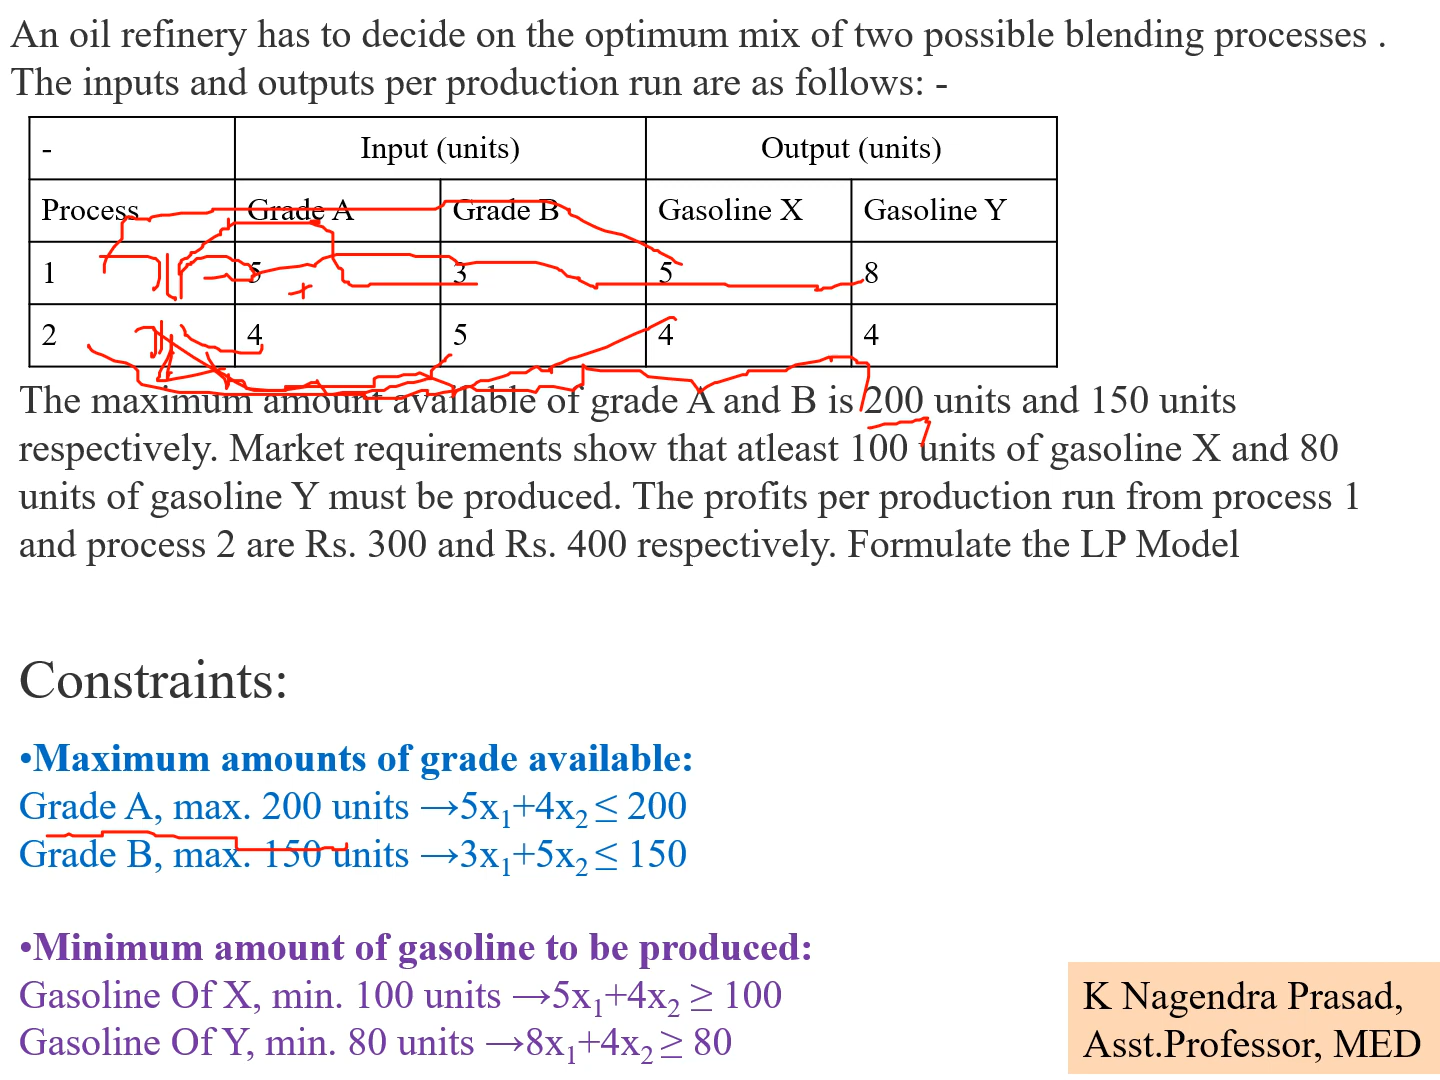 An oil refinery has to decide on the optimum mix of two possible blending processes .
The inputs and outputs per production run are as follows: -
- Input (units) Output (units)
Process Grade A Grade B Gasoline X Gasoline Y
1 5 3 5 8
2 4 5 4 4
The maximum amount available of grade A and B is 200 units and 150 units
respectively. Market requirements show that atleast 100 units of gasoline X and 80
units of gasoline Y must be produced. The profits per production run from process 1
and process 2 are Rs. 300 and Rs. 400 respectively. Formulate the LP Model
Constraints:
•Maximum amounts of grade available:
Grade A, max. 200 units →5x₁+4x₂ ≤ 200
Grade B, max. 150 units →3x₁+5x₂ ≤ 150
•Minimum amount of gasoline to be produced:
Gasoline Of X, min. 100 units →5x₁+4x₂ ≥ 100
Gasoline Of Y, min. 80 units →8x₁+4x₂ ≥ 80
K Nagendra Prasad,
Asst.Professor, MED